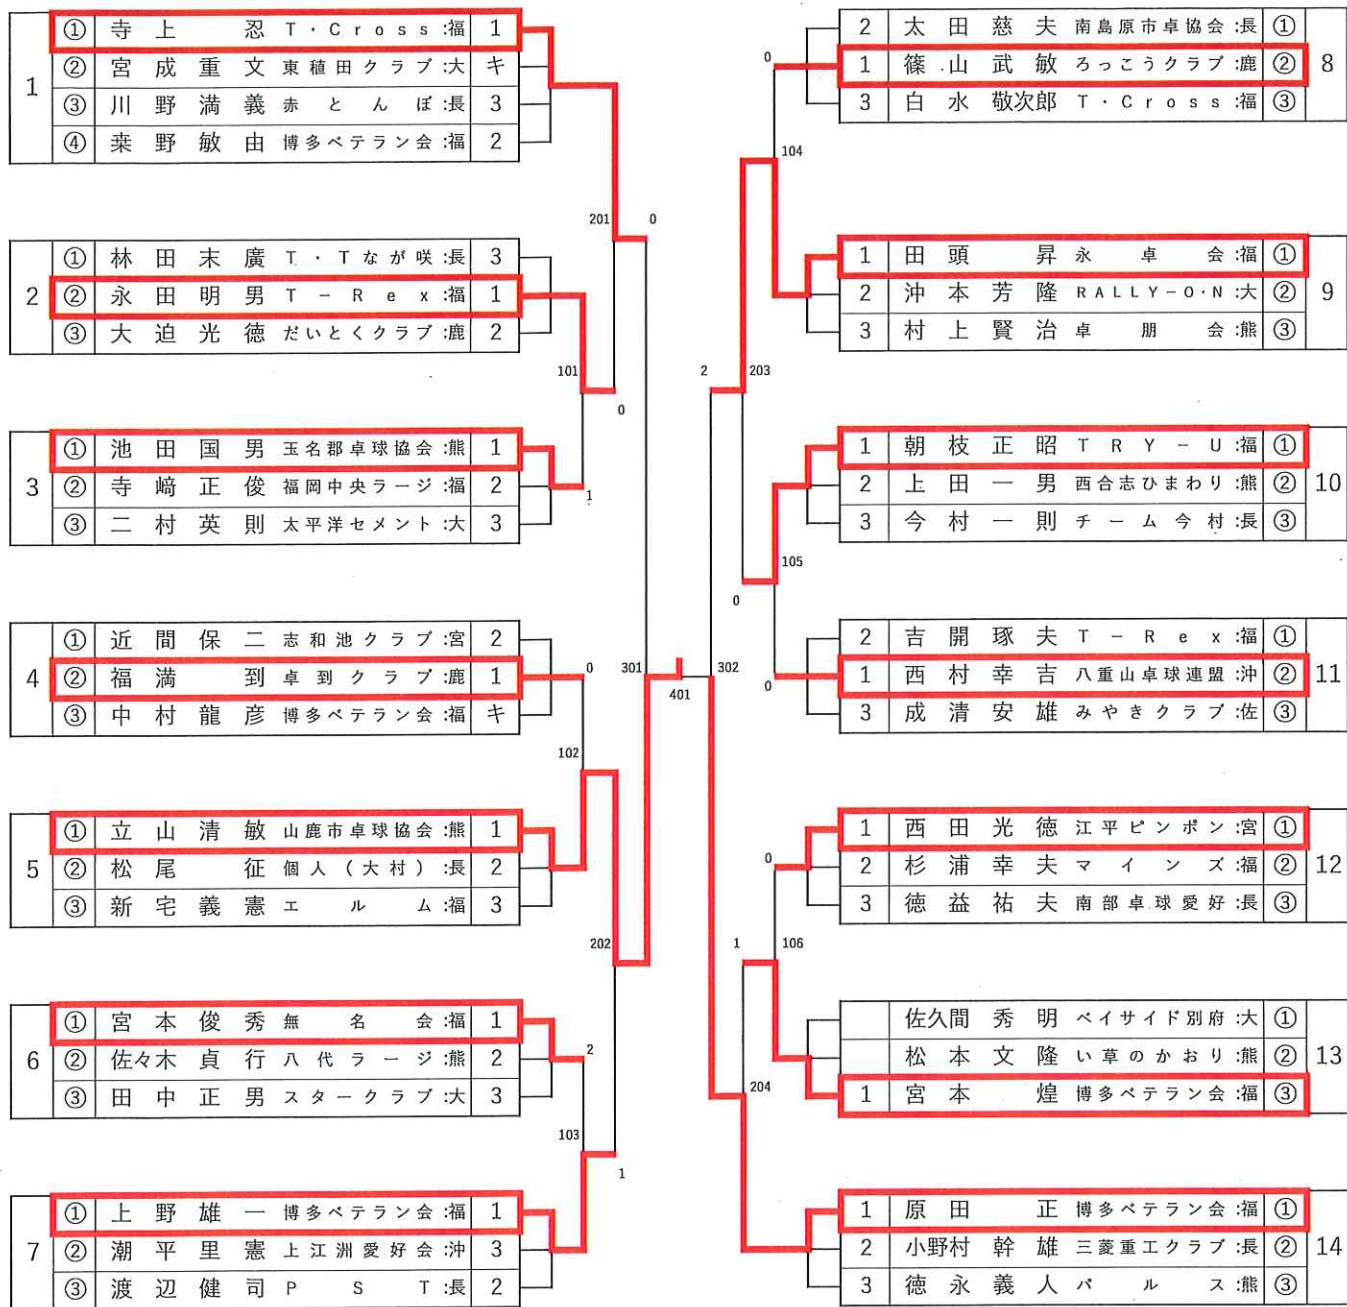 1
① 寺上 忍 T・Cross :福 1
② 宮成重文 東稙田クラブ :大 キ
③ 川野満義 赤とんぼ :長 3
④ 桒野敏由 博多ベテラン会 :福 2
2
① 林田末廣 T・Tなが咲 :長 3
② 永田明男 T-Rex :福 1
③ 大迫光徳 だいとくクラブ :鹿 2
3
① 池田国男 玉名郡卓球協会 :熊 1
② 寺﨑正俊 福岡中央ラージ :福 2
③ 二村英則 太平洋セメント :大 3
4
① 近間保二 志和池クラブ :宮 2
② 福満 到 卓到クラブ :鹿 1
③ 中村龍彦 博多ベテラン会 :福 キ
5
① 立山清敏 山鹿市卓球協会 :熊 1
② 松尾 征 個人(大村) :長 2
③ 新宅義憲 エルム :福 3
6
① 宮本俊秀 無名会 :福 1
② 佐々木貞行 八代ラージ :熊 2
③ 田中正男 スタークラブ :大 3
7
① 上野雄一 博多ベテラン会 :福 1
② 潮平里憲 上江洲愛好会 :沖 3
③ 渡辺健司 PST :長 2
201
0
101
0
1
0
301
102
202
2
103
1
401
0
104
2
203
105
0
302
0
0
1
106
204
2 太田慈夫 南島原市卓協会 :長 ①
1 篠山武敏 ろっこうクラブ :鹿 ②
3 白水敬次郎 T・Cross :福 ③
8
1 田頭 昇 永卓会 :福 ①
2 沖本芳隆 RALLY-O・N :大 ②
3 村上賢治 卓朋会 :熊 ③
9
1 朝枝正昭 TRY-U :福 ①
2 上田一男 西合志ひまわり :熊 ②
3 今村一則 チーム今村 :長 ③
10
2 吉開琢夫 T-Rex :福 ①
1 西村幸吉 八重山卓球連盟 :沖 ②
3 成清安雄 みやきクラブ :佐 ③
11
1 西田光徳 江平ピンポン :宮 ①
2 杉浦幸夫 マインズ :福 ②
3 徳益祐夫 南部卓球愛好 :長 ③
12
佐久間秀明 ベイサイド別府 :大 ①
松本文隆 い草のかおり :熊 ②
1 宮本 煌 博多ベテラン会 :福 ③
13
1 原田 正 博多ベテラン会 :福 ①
2 小野村幹雄 三菱重工クラブ :長 ②
3 徳永義人 パルス :熊 ③
14